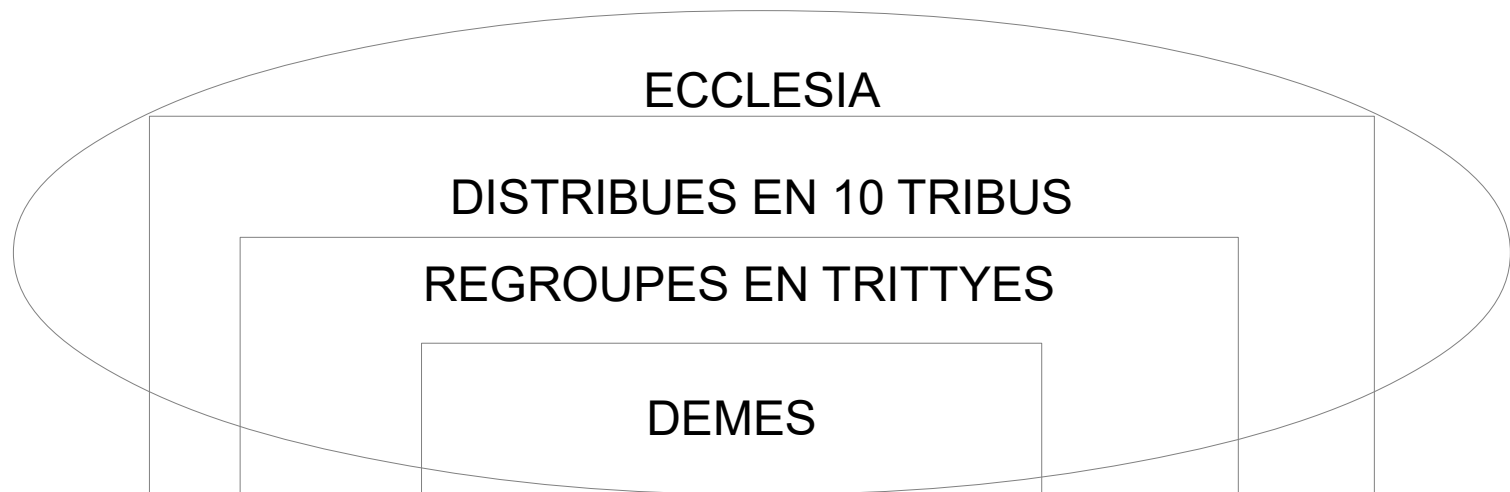 ECCLESIA
DISTRIBUES EN 10 TRIBUS
REGROUPES EN TRITTYES
DEMES